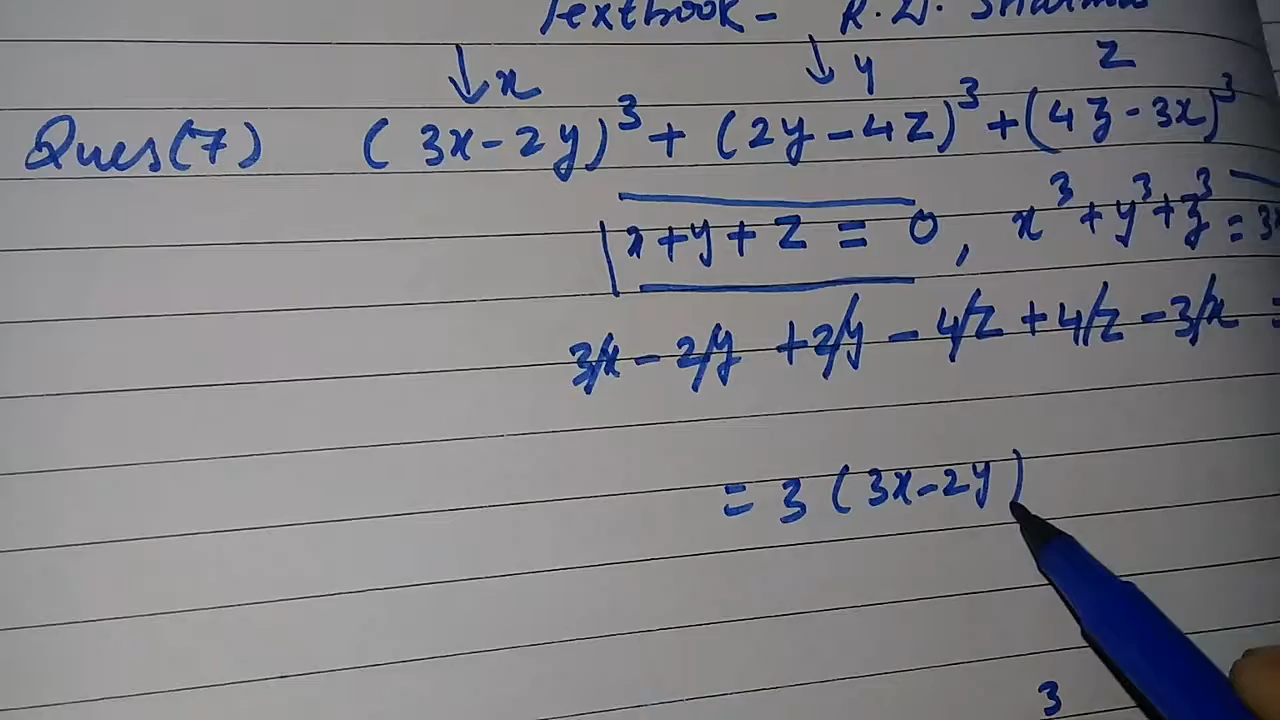 Textbook - R.D. Sharma
↓x ↓y z
Ques(7) (3x-2y)³ + (2y-4z)³ + (4z-3x)³
x+y+z = 0, x³+y³+z³ = 3
3x - 2y + 2y - 4z + 4z - 3x =
= 3 (3x-2y)
3